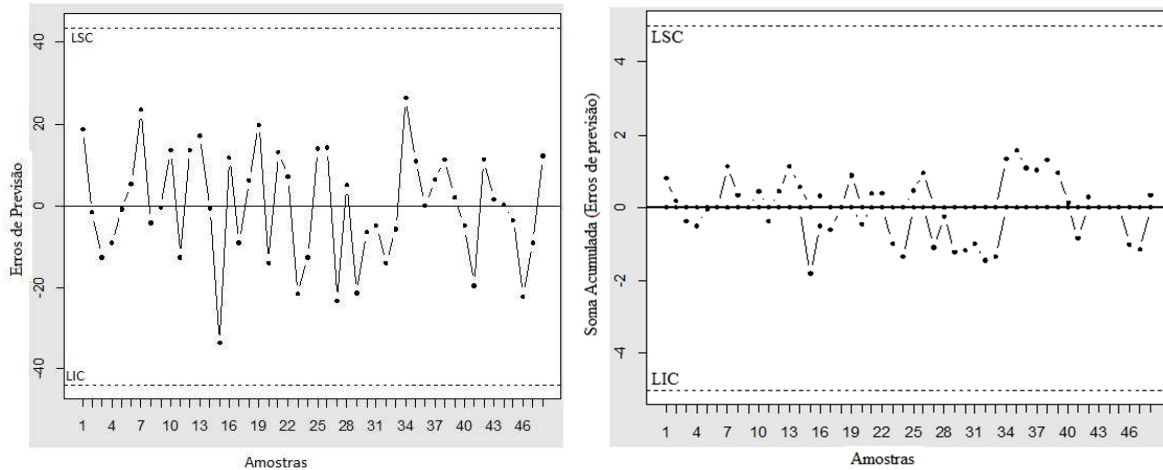 LSC
40
20
0
-20
-40
LIC
Erros de Previsão
1 4 7 10 13 16 19 22 25 28 31 34 37 40 43 46
Amostras
LSC
4
2
0
-2
-4
LIC
Soma Acumulada (Erros de previsão)
1 4 7 10 13 16 19 22 25 28 31 34 37 40 43 46
Amostras